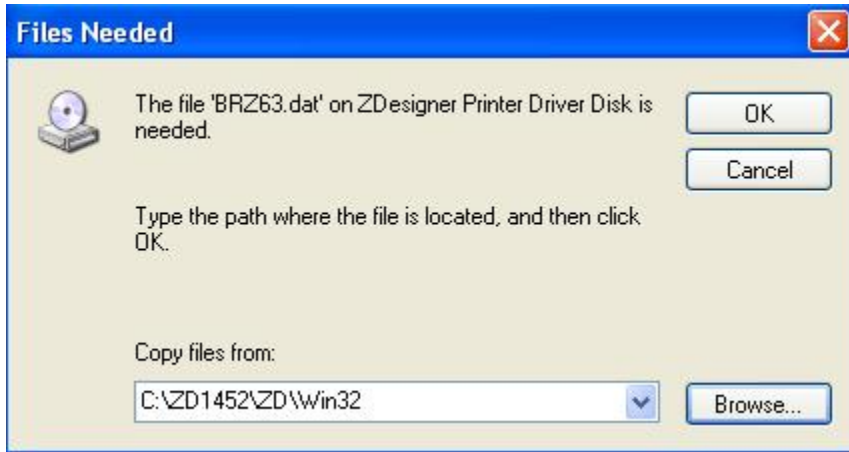 Files Needed
The file 'BRZ63.dat' on ZDesigner Printer Driver Disk is
needed.
OK
Cancel
Type the path where the file is located, and then click
OK.
Copy files from:
C:\ZD1452\ZD\Win32
Browse...